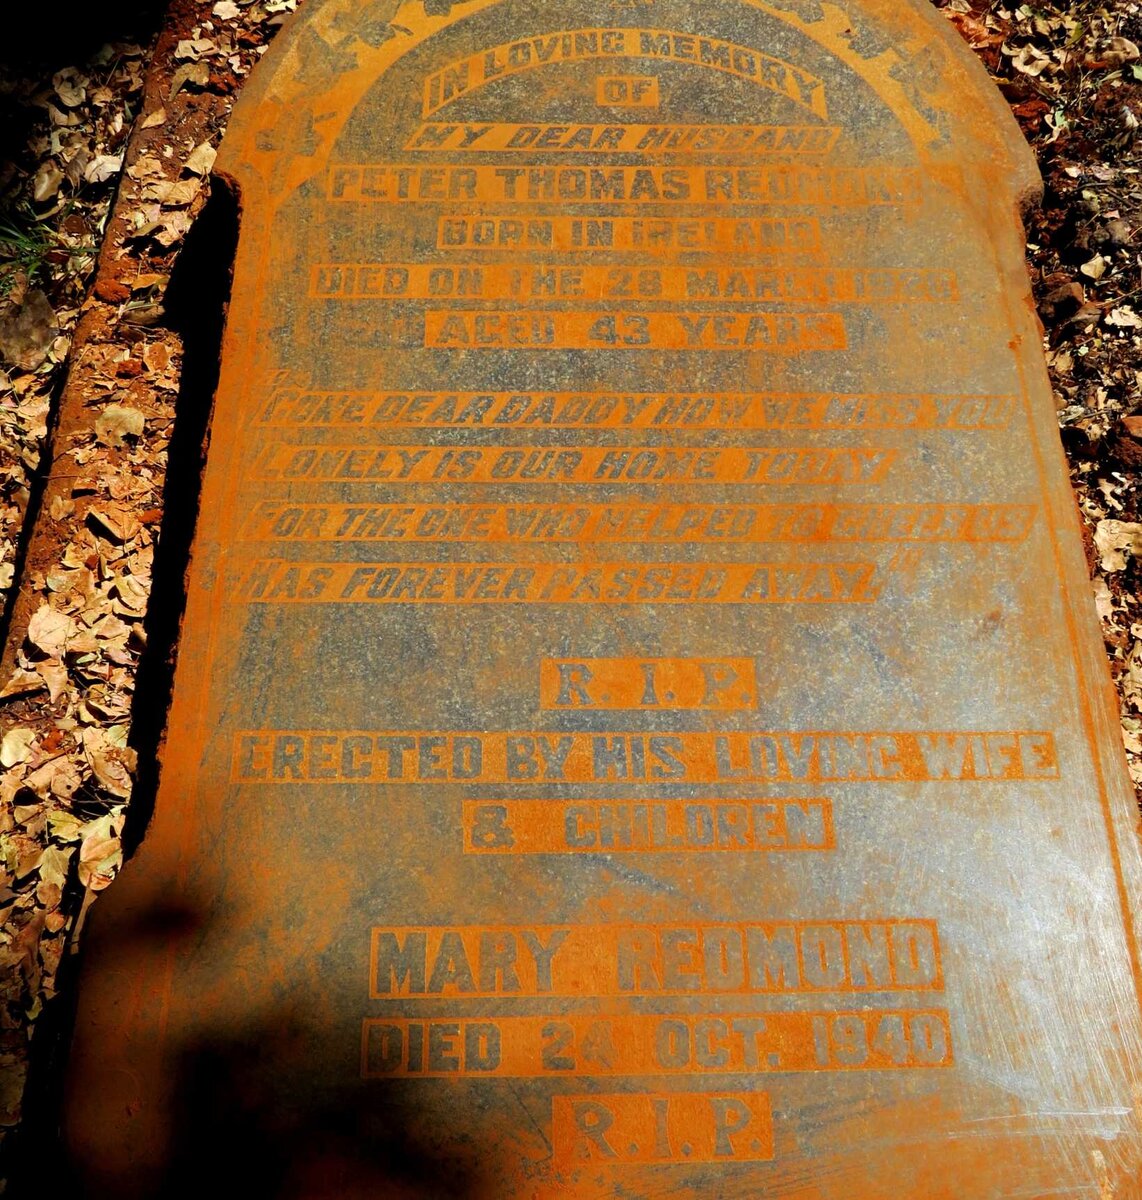 IN LOVING MEMORY
OF
MY DEAR HUSBAND
PETER THOMAS REDMOND
BORN IN IRELAND
DIED ON THE 28 MARCH
AGED 43 YEARS
"GONE DEAR DADDY HOW WE MISS YOU
LONELY IS OUR HOME TODAY
FOR THE ONE WHO HELPED TO CHEER US
HAS FOREVER PASSED AWAY."
R. I. P.
ERECTED BY HIS LOVING WIFE
& CHILDREN
MARY REDMOND
DIED 24 OCT. 1940
R. I. P.